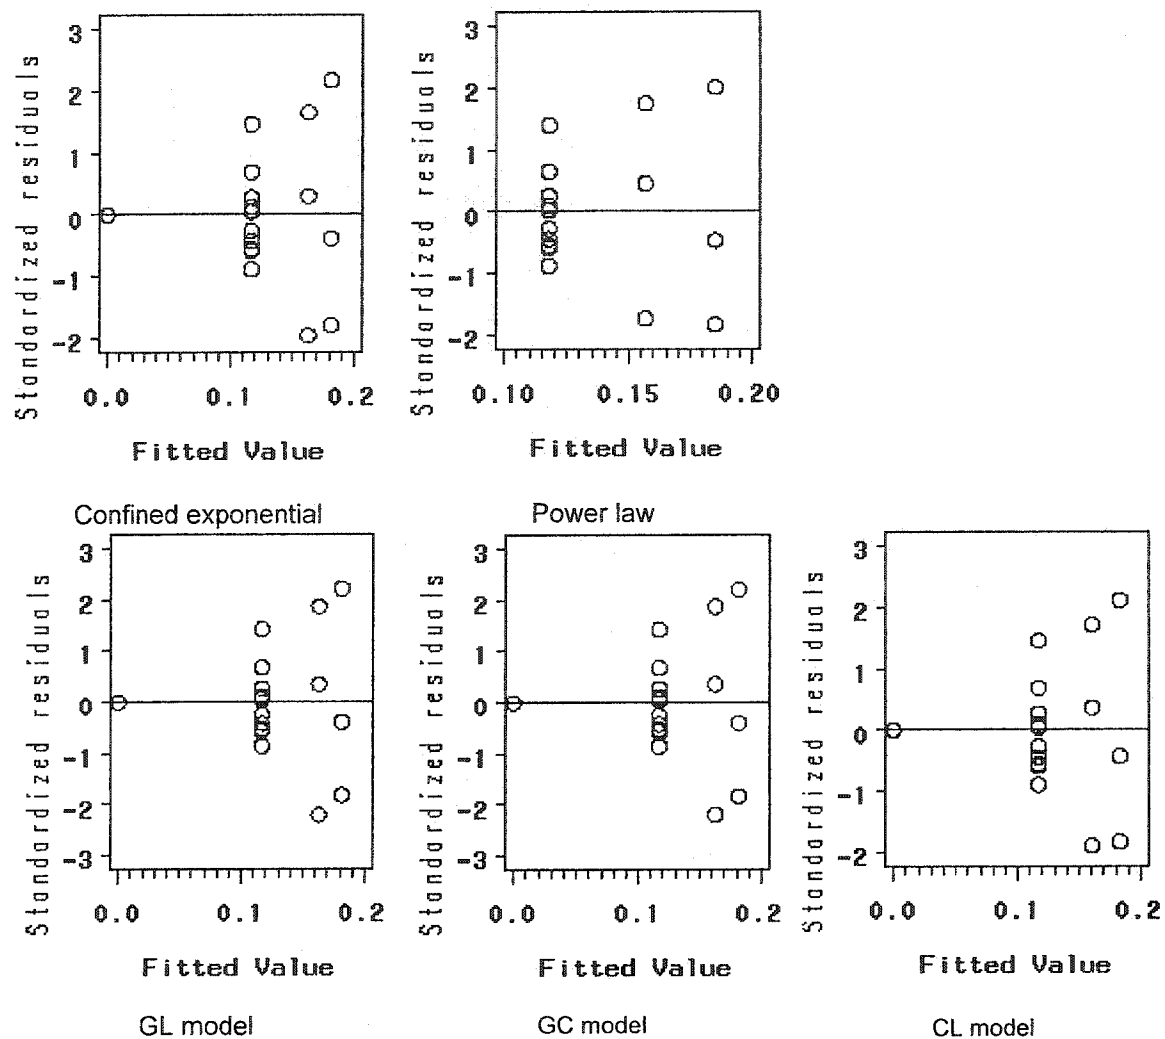 Standardized residuals
3
2
1
0
-1
-2
0.0 0.1 0.2
Fitted Value
Confined exponential
Standardized residuals
3
2
1
0
-1
-2
0.10 0.15 0.20
Fitted Value
Power law
Standardized residuals
3
2
1
0
-1
-2
-3
0.0 0.1 0.2
Fitted Value
GL model
Standardized residuals
3
2
1
0
-1
-2
-3
0.0 0.1 0.2
Fitted Value
GC model
Standardized residuals
3
2
1
0
-1
-2
0.0 0.1 0.2
Fitted Value
CL model